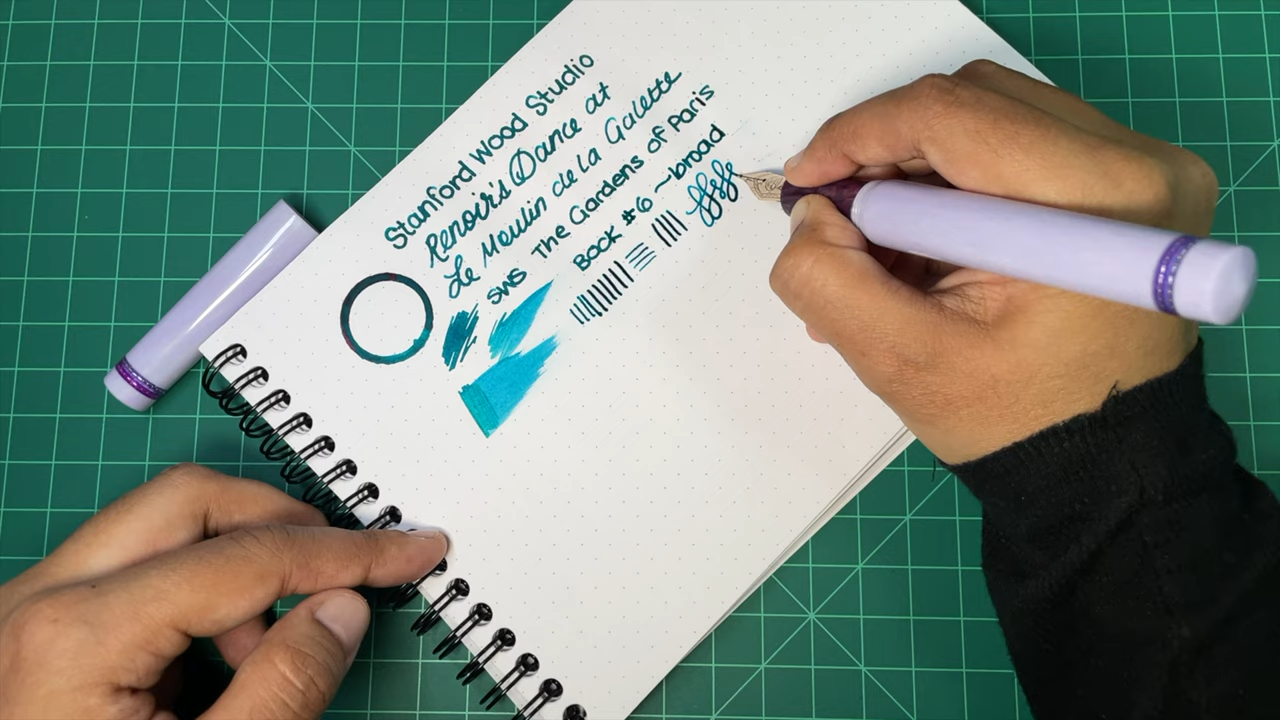 Stanford Wood Studio
Renoir's Dance at
Le Moulin de la Galette
SWS The Gardens of Paris
BOCK #6 ~broad